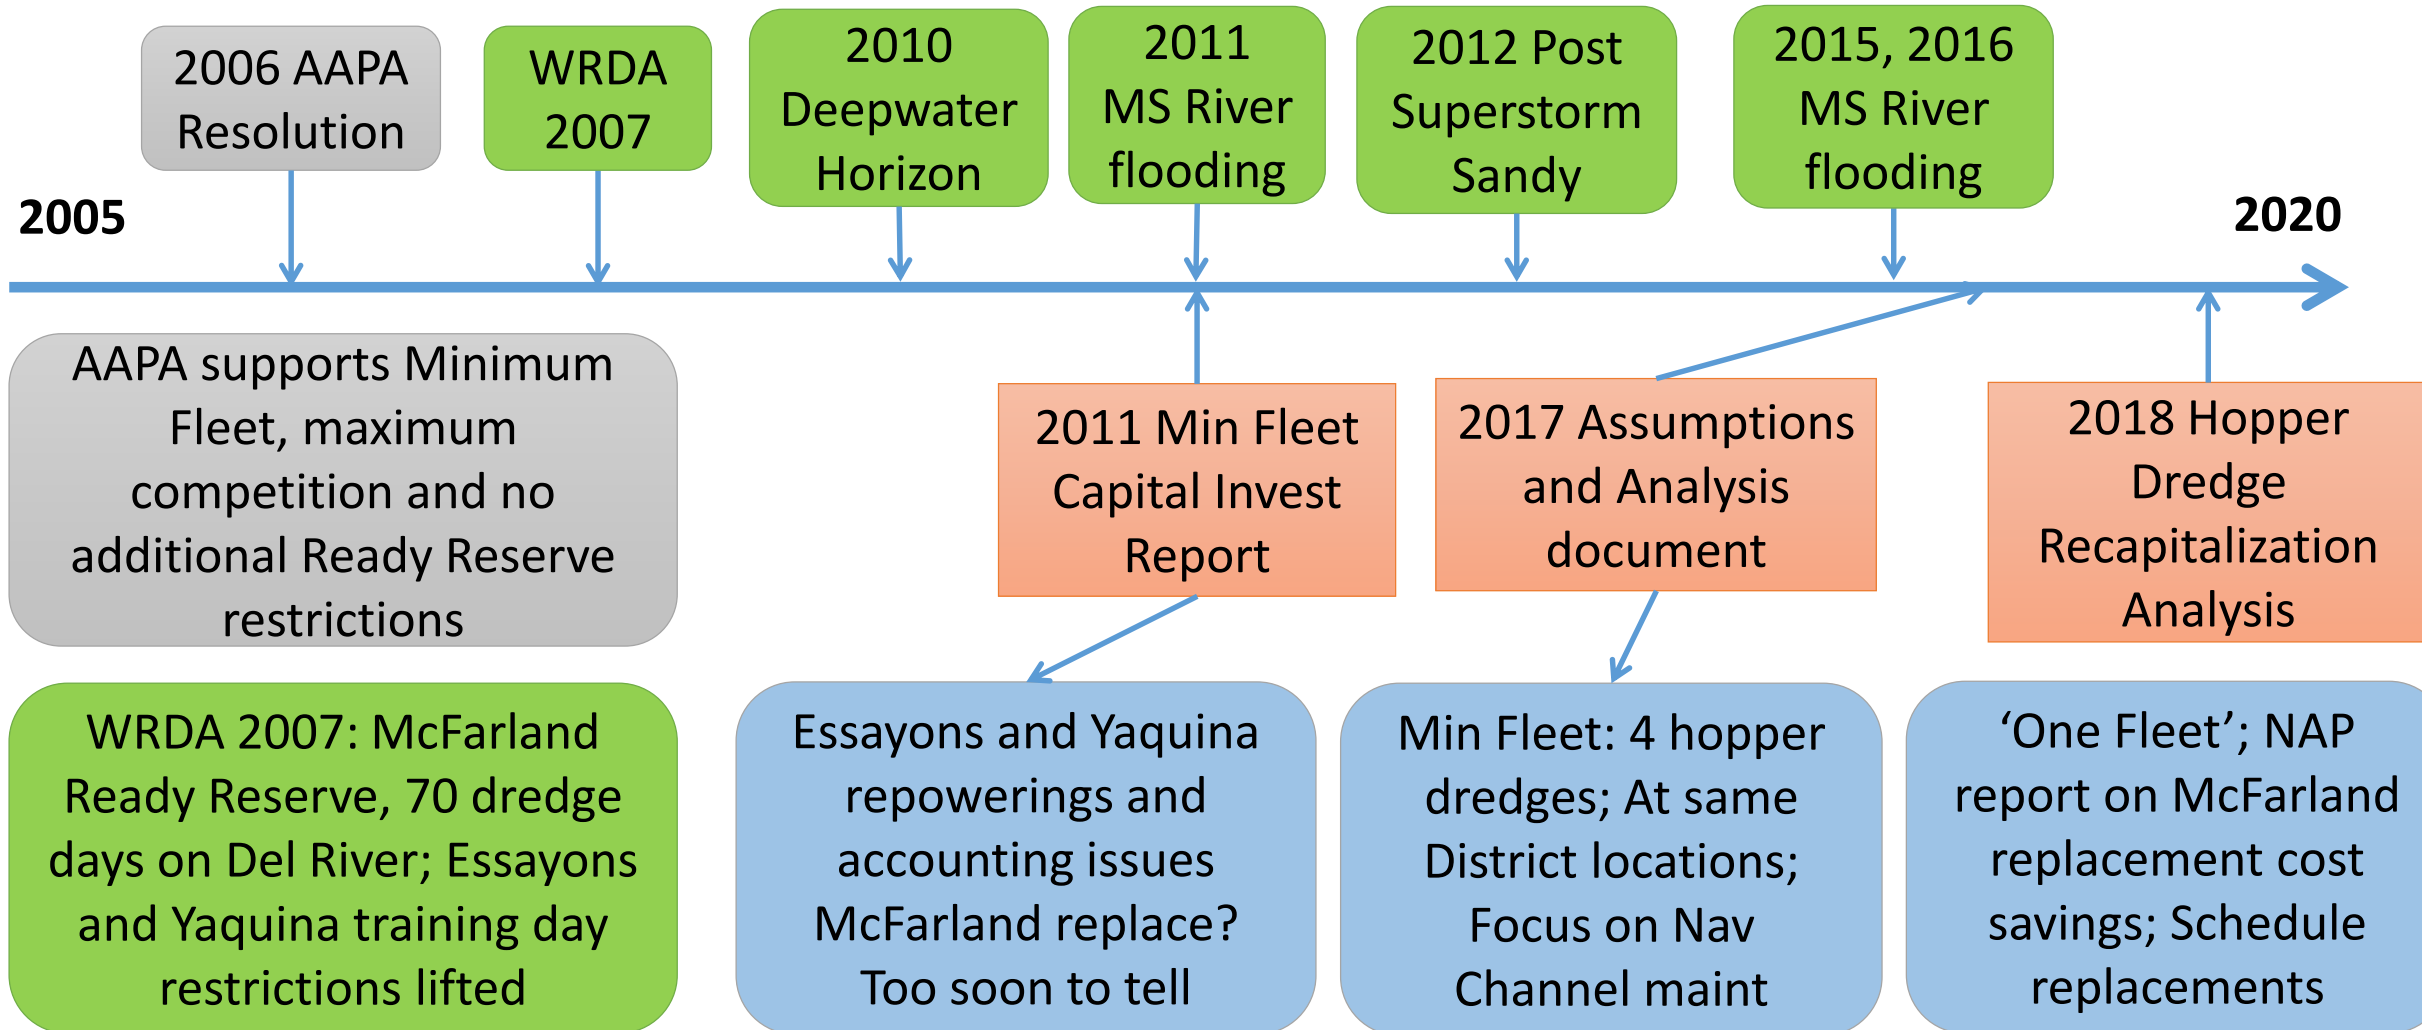 2006 AAPA
Resolution
WRDA
2007
2010
Deepwater
Horizon
2011
MS River
flooding
2012 Post
Superstorm
Sandy
2015, 2016
MS River
flooding
2005
2020
AAPA supports Minimum
Fleet, maximum
competition and no
additional Ready Reserve
restrictions
2011 Min Fleet
Capital Invest
Report
2017 Assumptions
and Analysis
document
2018 Hopper
Dredge
Recapitalization
Analysis
WRDA 2007: McFarland
Ready Reserve, 70 dredge
days on Del River; Essayons
and Yaquina training day
restrictions lifted
Essayons and Yaquina
repowerings and
accounting issues
McFarland replace?
Too soon to tell
Min Fleet: 4 hopper
dredges; At same
District locations;
Focus on Nav
Channel maint
‘One Fleet’; NAP
report on McFarland
replacement cost
savings; Schedule
replacements